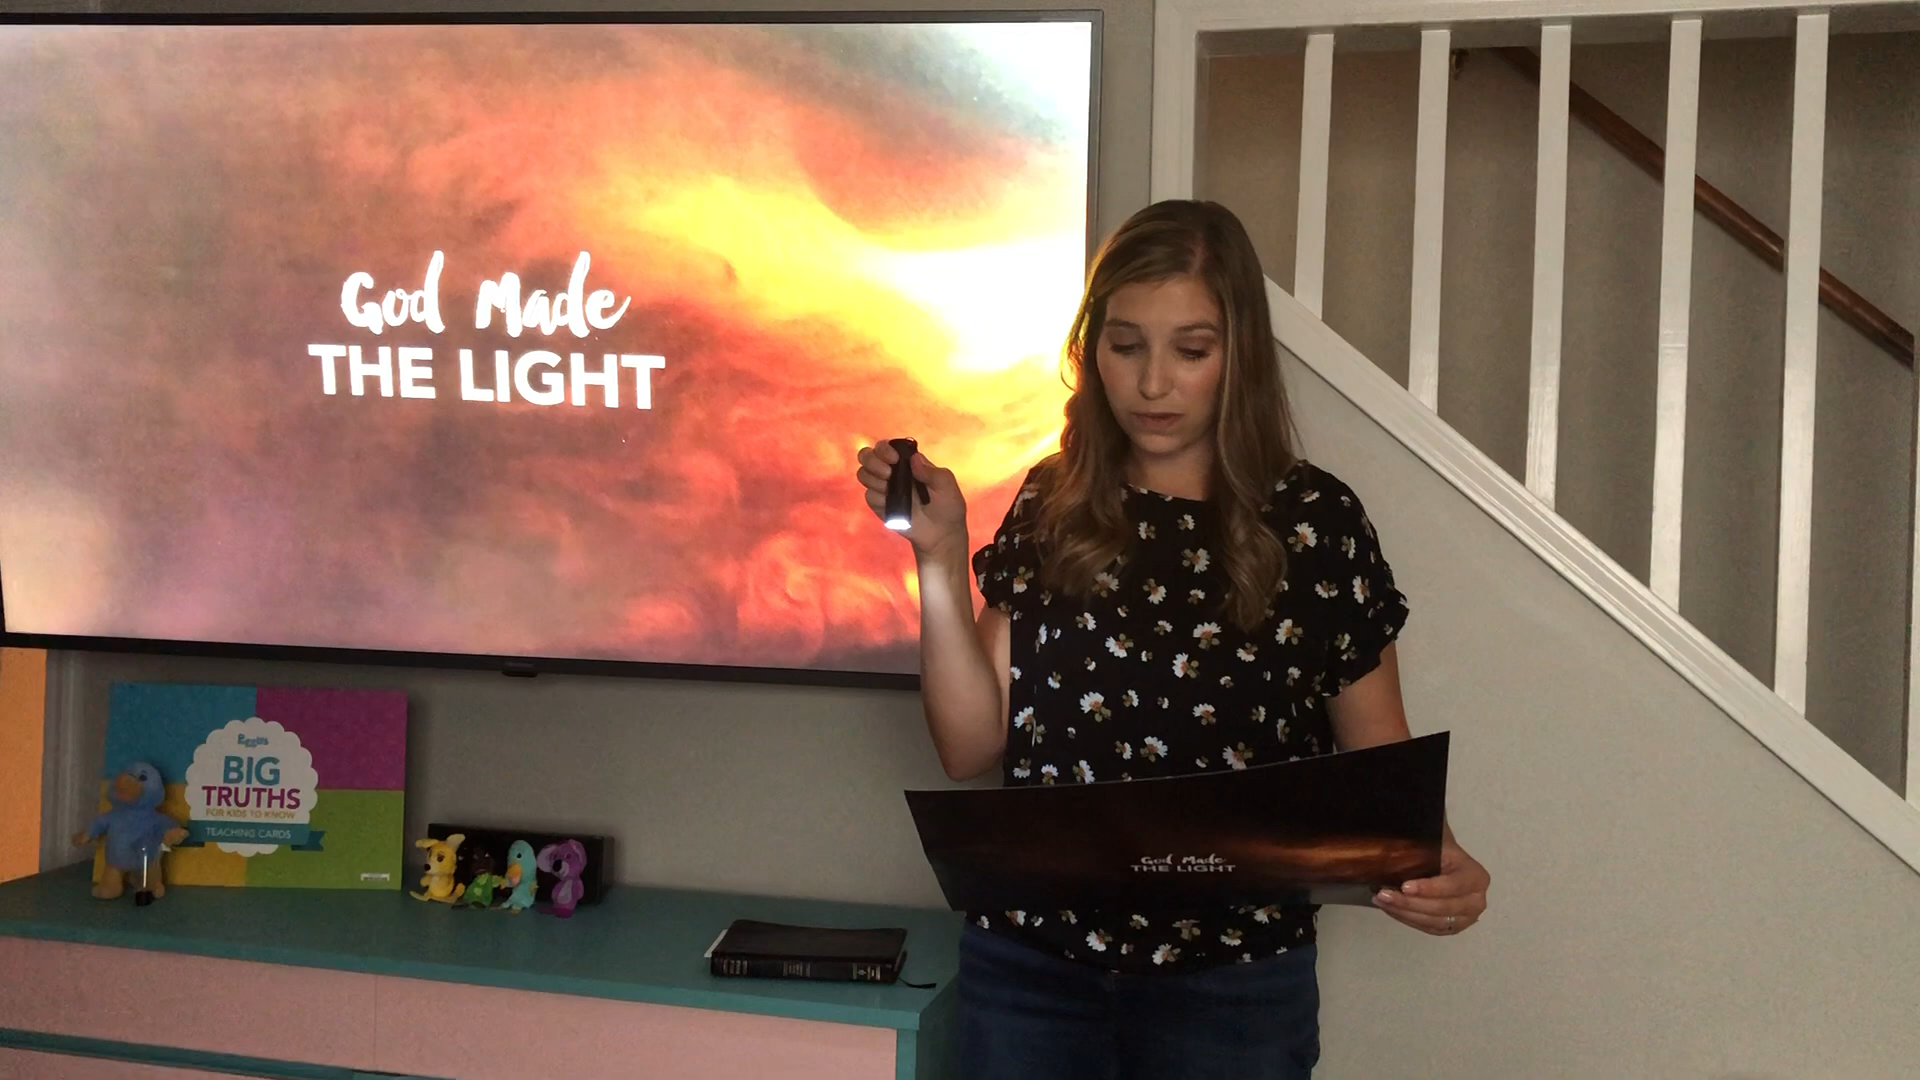 God Made
THE LIGHT
BIG
TRUTHS
FOR KIDS TO KNOW
TEACHING CARDS
God Made
THE LIGHT